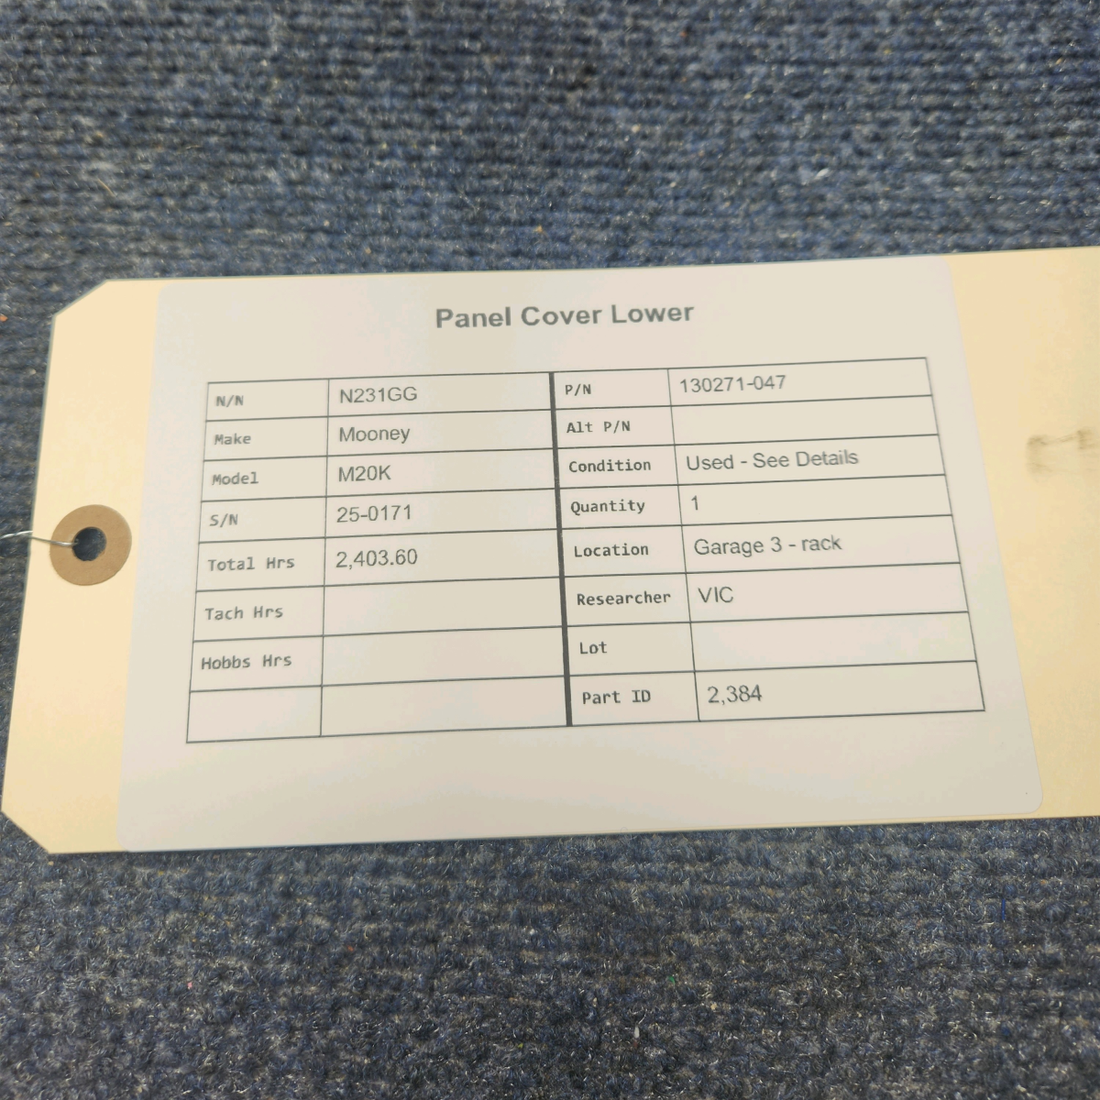 Panel Cover Lower
N/N N231GG P/N 130271-047
Make Mooney Alt P/N
Model M20K Condition Used - See Details
S/N 25-0171 Quantity 1
Total Hrs 2,403.60 Location Garage 3 - rack
Tach Hrs Researcher VIC
Hobbs Hrs Lot
Part ID 2,384